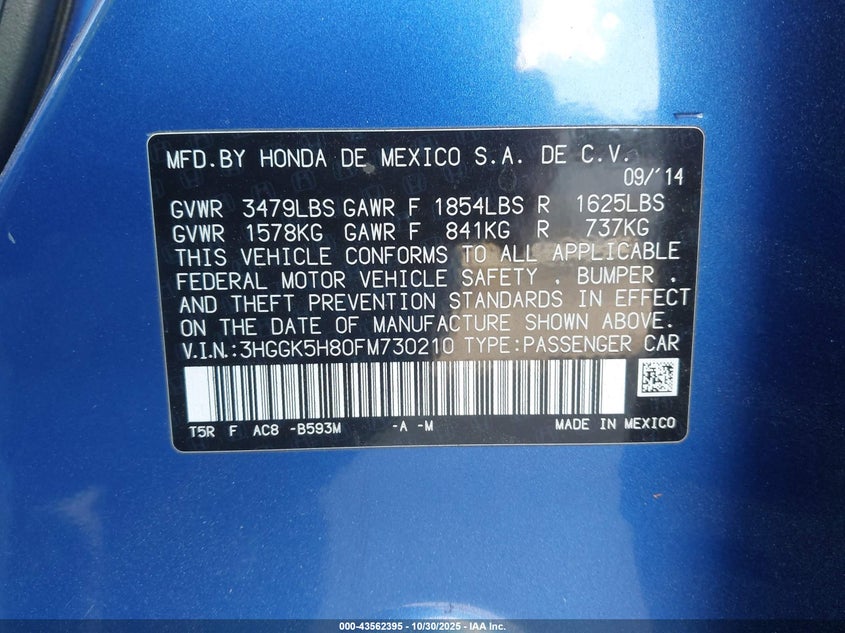 MFD.BY HONDA DE MEXICO S.A. DE C.V.
09/'14
GVWR 3479LBS GAWR F 1854LBS R 1625LBS
GVWR 1578KG GAWR F 841KG R 737KG
THIS VEHICLE CONFORMS TO ALL APPLICABLE
FEDERAL MOTOR VEHICLE SAFETY , BUMPER ,
AND THEFT PREVENTION STANDARDS IN EFFECT
ON THE DATE OF MANUFACTURE SHOWN ABOVE.
V.I.N.:3HGGK5H80FM730210 TYPE:PASSENGER CAR
T5R F AC8 -B593M -A -M MADE IN MEXICO
000-43562395 - 10/30/2025 - IAA Inc.